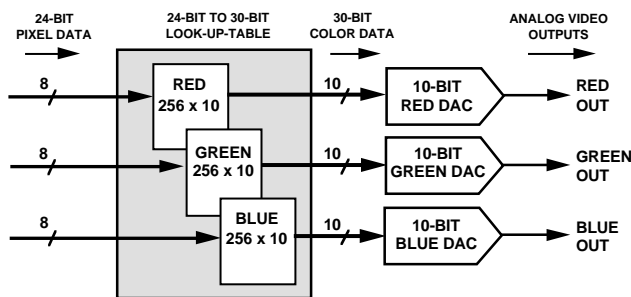 24-BIT
PIXEL DATA
24-BIT TO 30-BIT
LOOK-UP-TABLE
30-BIT
COLOR DATA
ANALOG VIDEO
OUTPUTS
8
RED
256 x 10
10
10-BIT
RED DAC
RED
OUT
8
GREEN
256 x 10
10
10-BIT
GREEN DAC
GREEN
OUT
8
BLUE
256 x 10
10
10-BIT
BLUE DAC
BLUE
OUT